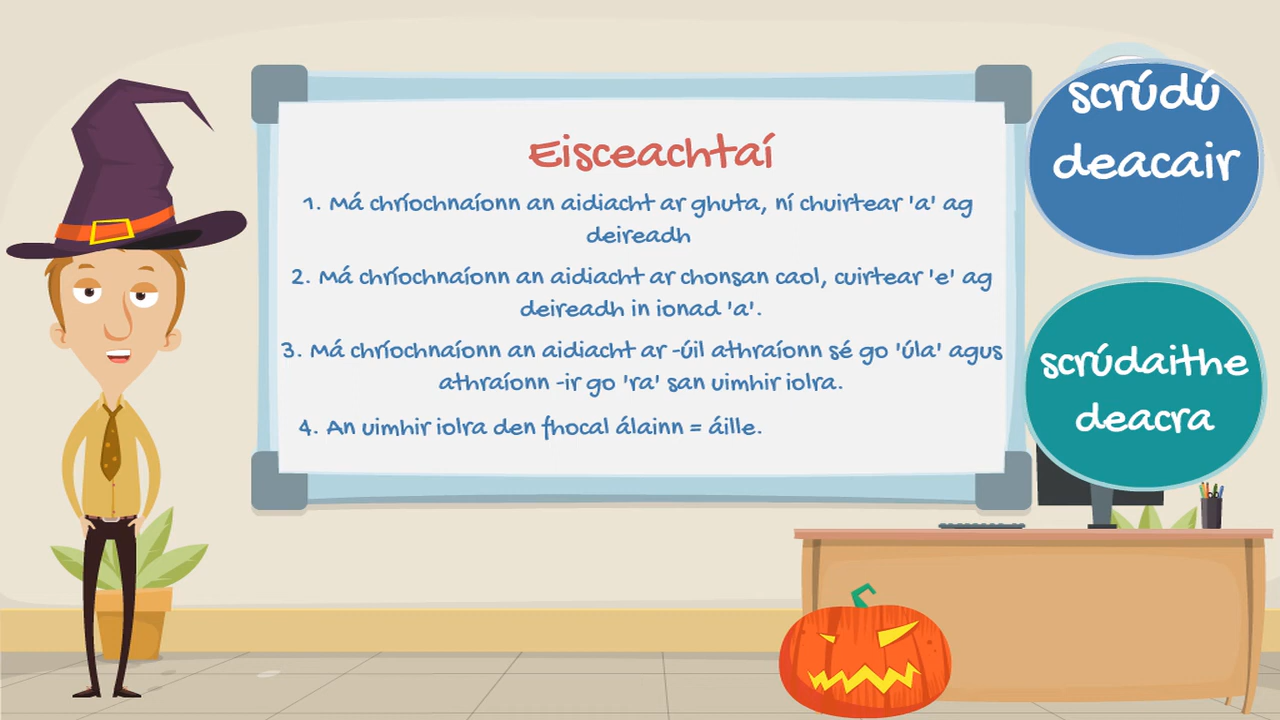 Eisceachtaí
1. Má chríochnaíonn an aidiacht ar ghuta, ní chuirtear 'a' ag
deireadh
2. Má chríochnaíonn an aidiacht ar chonsan caol, cuirtear 'e' ag
deireadh in ionad 'a'.
3. Má chríochnaíonn an aidiacht ar -úil athraíonn sé go 'úla' agus
athraíonn -ir go 'ra' san uimhir iolra.
4. An uimhir iolra den fhocal álainn = áille.
scrúdú
deacair
scrúdaithe
deacra